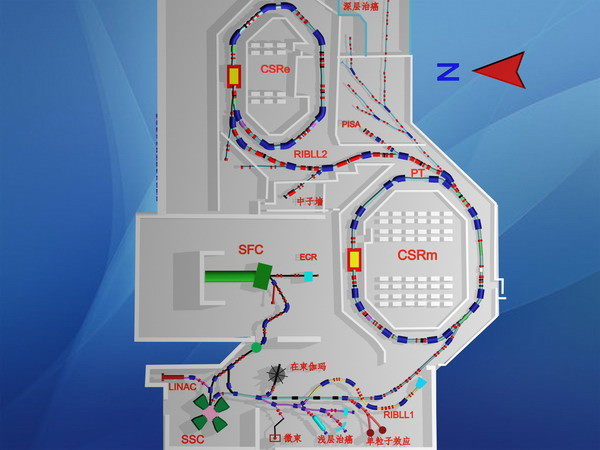 深层治癌
CSRe
N
PISA
RIBLL2
PT
中子墙
SFC
ECR
CSRm
在束伽玛
LINAC
RIBLL1
SSC
微束
浅层治癌
单粒子效应